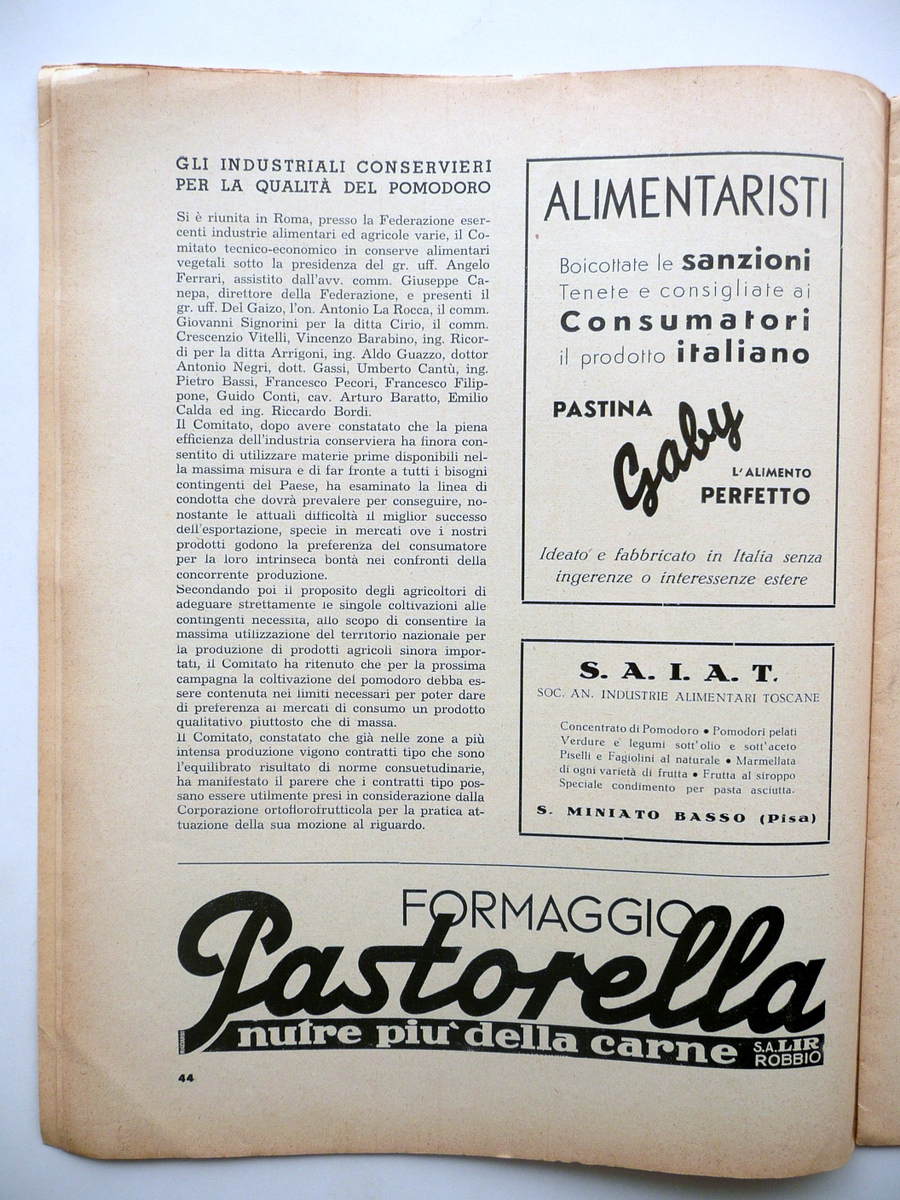 GLI INDUSTRIALI CONSERVIERI
PER LA QUALITÀ DEL POMODORO
Si è riunita in Roma, presso la Federazione eser-
centi industrie alimentari ed agricole varie, il Co-
mitato tecnico-economico in conserve alimentari
vegetali sotto la presidenza del gr. uff. Angelo
Ferrari, assistito dall'avv. comm. Giuseppe Ca-
nepa, direttore della Federazione, e presenti il
gr. uff. Del Gaizo, l'on. Antonio La Rocca, il comm.
Giovanni Signorini per la ditta Cirio, il comm.
Crescenzio Vitelli, Vincenzo Barabino, ing. Ricor-
di per la ditta Arrigoni, ing. Aldo Guazzo, dottor
Antonio Negri, dott. Gassi, Umberto Cantù, ing.
Pietro Bassi, Francesco Pecori, Francesco Filip-
pone, Guido Conti, cav. Arturo Baratto, Emilio
Calda ed ing. Riccardo Bordi.
Il Comitato, dopo avere constatato che la piena
efficienza dell'industria conserviera ha finora con-
sentito di utilizzare materie prime disponibili nel-
la massima misura e di far fronte a tutti i bisogni
contingenti del Paese, ha esaminato la linea di
condotta che dovrà prevalere per conseguire, no-
nostante le attuali difficoltà il miglior successo
dell'esportazione, specie in mercati ove i nostri
prodotti godono la preferenza del consumatore
per la loro intrinseca bontà nei confronti della
concorrente produzione.
Secondando poi il proposito degli agricoltori di
adeguare strettamente le singole coltivazioni alle
contingenti necessità, allo scopo di consentire la
massima utilizzazione del territorio nazionale per
la produzione di prodotti agricoli sinora impor-
tati, il Comitato ha ritenuto che per la prossima
campagna la coltivazione del pomodoro debba es-
sere contenuta nei limiti necessari per poter dare
di preferenza ai mercati di consumo un prodotto
qualitativo piuttosto che di massa.
Il Comitato, constatato che già nelle zone a più
intensa produzione vigono contratti tipo che sono
l'equilibrato risultato di norme consuetudinarie,
ha manifestato il parere che i contratti tipo pos-
sano essere utilmente presi in considerazione dalla
Corporazione ortoflorofrutticola per la pratica at-
tuazione della sua mozione al riguardo.
ALIMENTARISTI
Boicottate le sanzioni
Tenete e consigliate ai
Consumatori
il prodotto italiano
PASTINA
Gaby
L'ALIMENTO
PERFETTO
Ideato e fabbricato in Italia senza
ingerenze o interessenze estere
S. A. I. A. T.
SOC. AN. INDUSTRIE ALIMENTARI TOSCANE
Concentrato di Pomodoro • Pomodori pelati
Verdure e legumi sott'olio e sott'aceto
Piselli e Fagiolini al naturale • Marmellata
di ogni varietà di frutta • Frutta al siroppo
Speciale condimento per pasta asciutta.
S. MINIATO BASSO (Pisa)
FORMAGGIO
Pastorella
nutre più della carne
S.A. LIR
ROBBIO
44